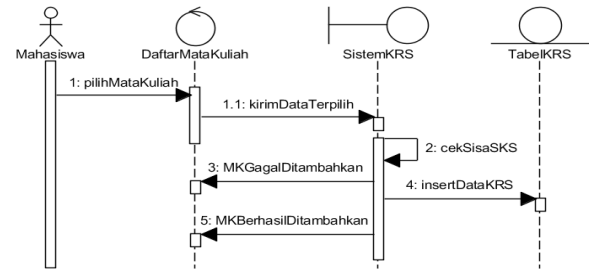 Mahasiswa
DaftarMataKuliah
SistemKRS
TabelKRS
1: pilihMataKuliah
1.1: kirimDataTerpilih
2: cekSisaSKS
3: MKGagalDitambahkan
4: insertDataKRS
5: MKBerhasilDitambahkan